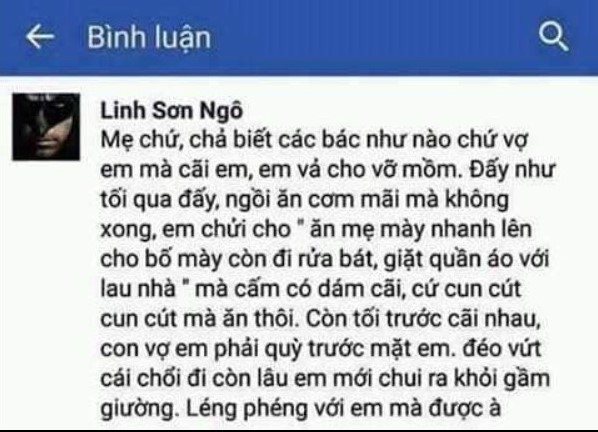 Bình luận
Linh Sơn Ngô
Mẹ chứ, chả biết các bác như nào chứ vợ
em mà cãi em, em vả cho vỡ mồm. Đấy như
tối qua đấy, ngồi ăn cơm mãi mà không
xong, em chửi cho " ăn mẹ mày nhanh lên
cho bố mày còn đi rửa bát, giặt quần áo với
lau nhà " mà cấm có dám cãi, cứ cun cút
cun cút mà ăn thôi. Còn tối trước cãi nhau,
con vợ em phải quỳ trước mặt em. đéo vứt
cái chổi đi còn lâu em mới chui ra khỏi gầm
giường. Léng phéng với em mà được à